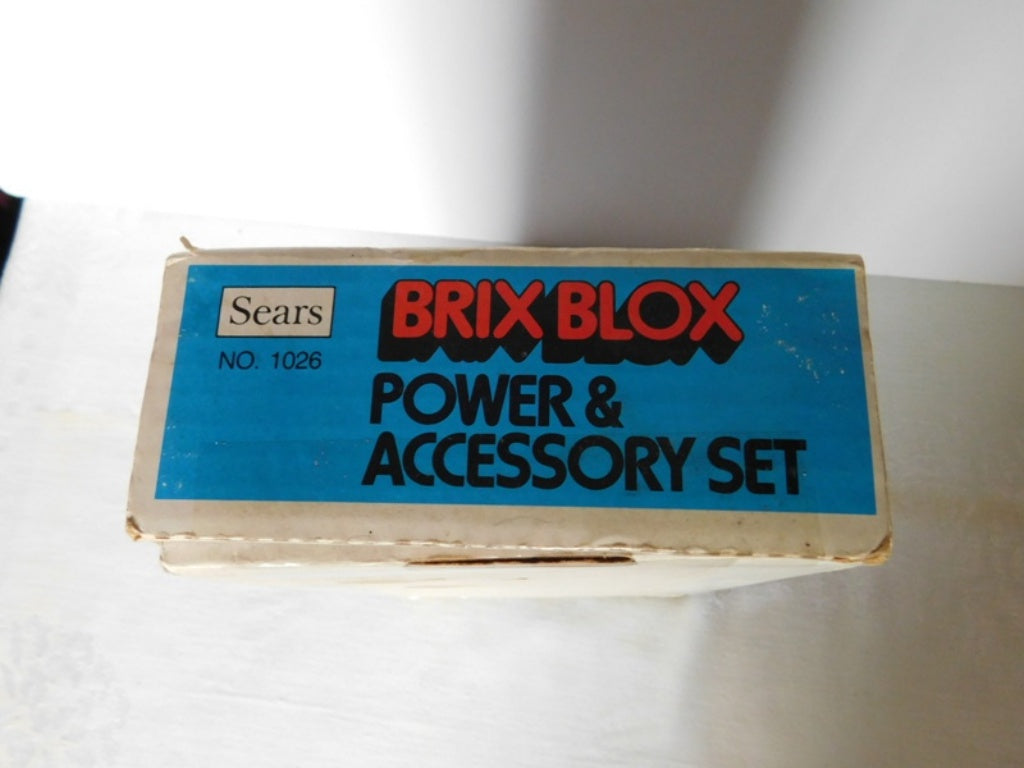 Sears
NO. 1026
BRIX BLOX
POWER &
ACCESSORY SET